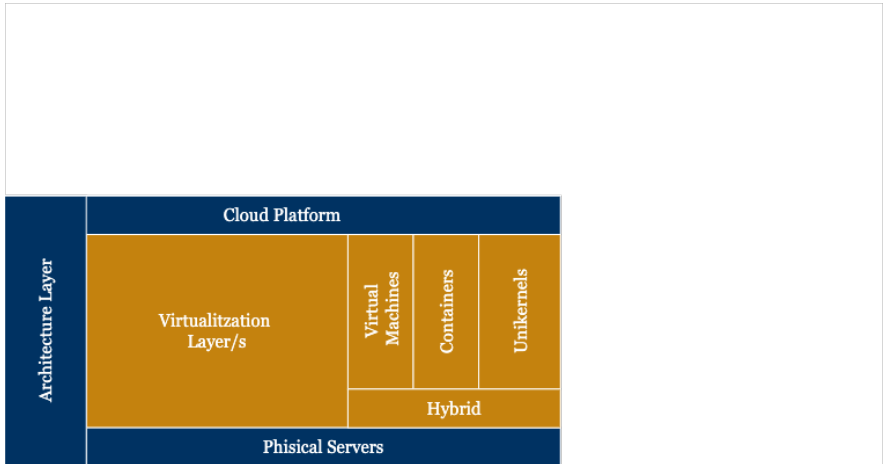 Architecture Layer
Cloud Platform
Virtualitzation
Layer/s
Virtual
Machines
Containers
Unikernels
Hybrid
Phisical Servers